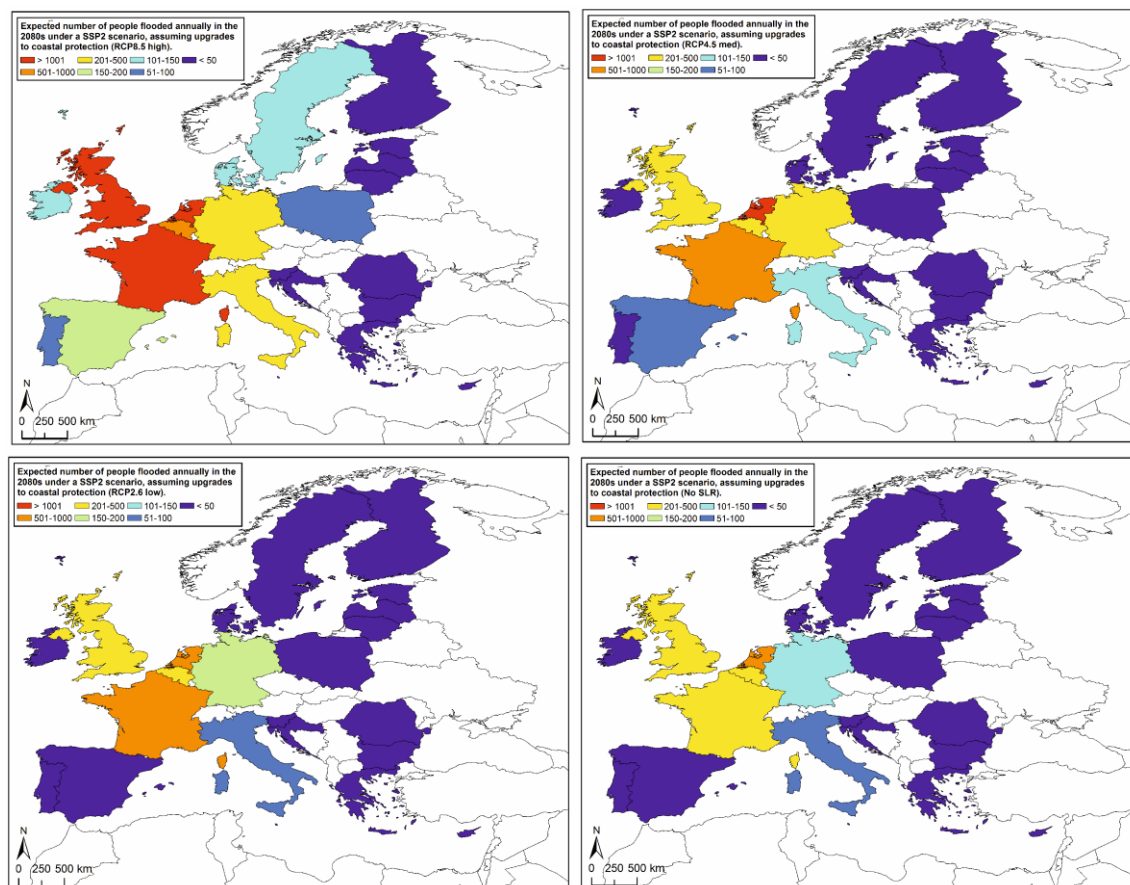 Expected number of people flooded annually in the
2080s under a SSP2 scenario, assuming upgrades
to coastal protection (RCP8.5 high).
> 1001 201-500 101-150 < 50
501-1000 150-200 51-100
N
0 250 500 km
Expected number of people flooded annually in the
2080s under a SSP2 scenario, assuming upgrades
to coastal protection (RCP4.5 med).
> 1001 201-500 101-150 < 50
501-1000 150-200 51-100
N
0 250 500 km
Expected number of people flooded annually in the
2080s under a SSP2 scenario, assuming upgrades
to coastal protection (RCP2.6 low).
> 1001 201-500 101-150 < 50
501-1000 150-200 51-100
N
0 250 500 km
Expected number of people flooded annually in the
2080s under a SSP2 scenario, assuming upgrades
to coastal protection (No SLR).
> 1001 201-500 101-150 < 50
501-1000 150-200 51-100
N
0 250 500 km